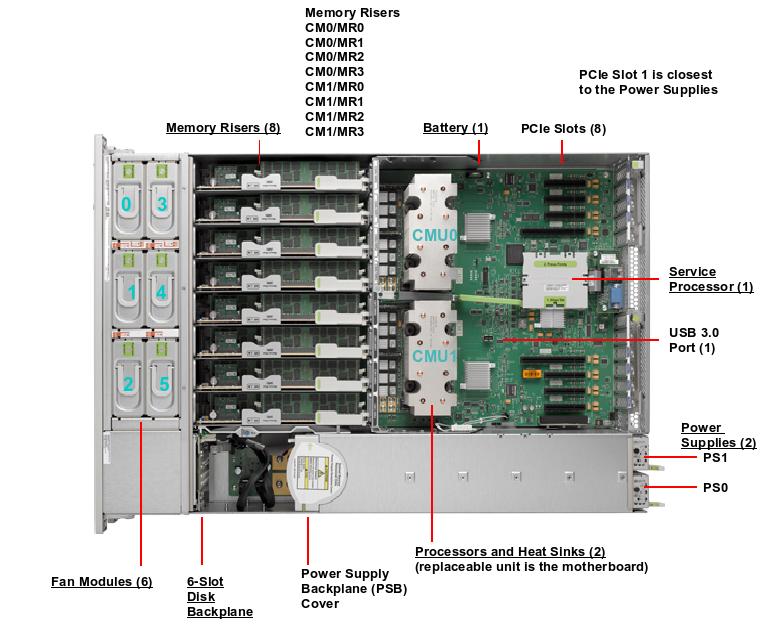 Memory Risers
CM0/MR0
CM0/MR1
CM0/MR2
CM0/MR3
CM1/MR0
CM1/MR1
CM1/MR2
CM1/MR3
PCIe Slot 1 is closest
to the Power Supplies
Memory Risers (8)
Battery (1)
PCIe Slots (8)
0
3
CMU0
1
4
Service
Processor (1)
USB 3.0
Port (1)
CMU1
2
5
Power
Supplies (2)
PS1
PS0
Processors and Heat Sinks (2)
(replaceable unit is the motherboard)
Fan Modules (6)
6-Slot
Disk
Backplane
Power Supply
Backplane (PSB)
Cover